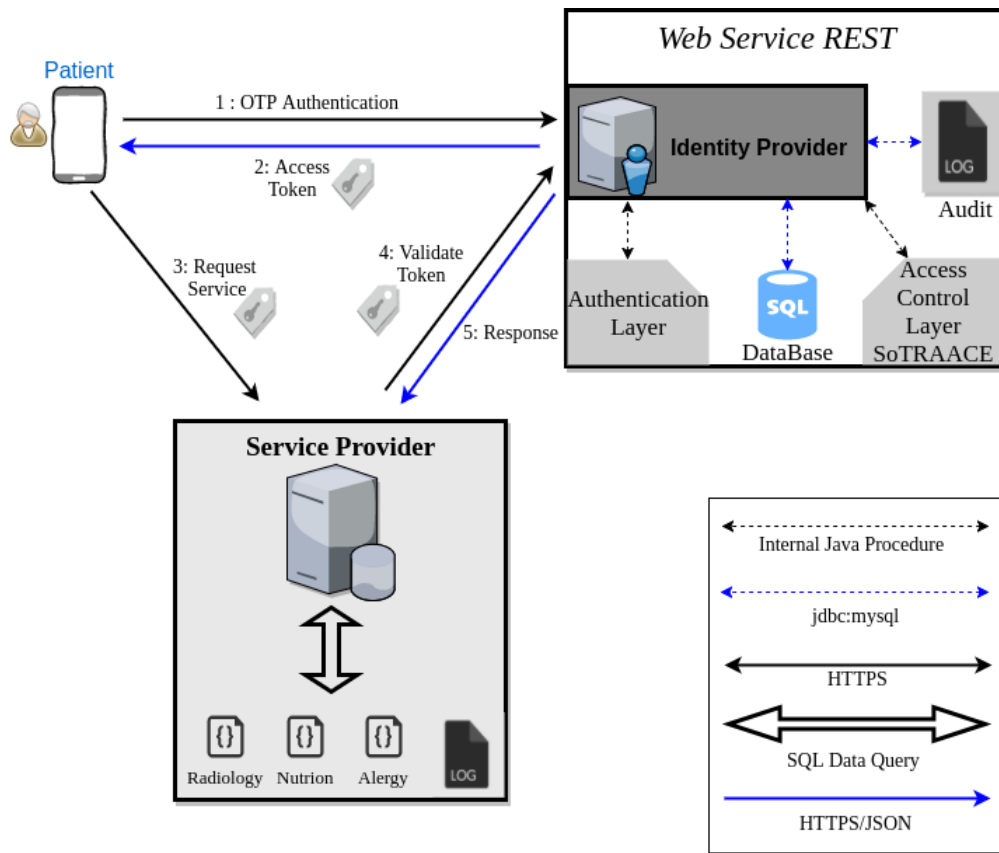 Web Service REST
Patient
1 : OTP Authentication
2: Access
Token
Identity Provider
LOG
Audit
3: Request
Service
4: Validate
Token
5: Response
Authentication
Layer
SQL
DataBase
Access
Control
Layer
SoTRAACE
Service Provider
{}
{}
{}
LOG
Radiology
Nutrion
Alergy
Internal Java Procedure
jdbc:mysql
HTTPS
SQL Data Query
HTTPS/JSON